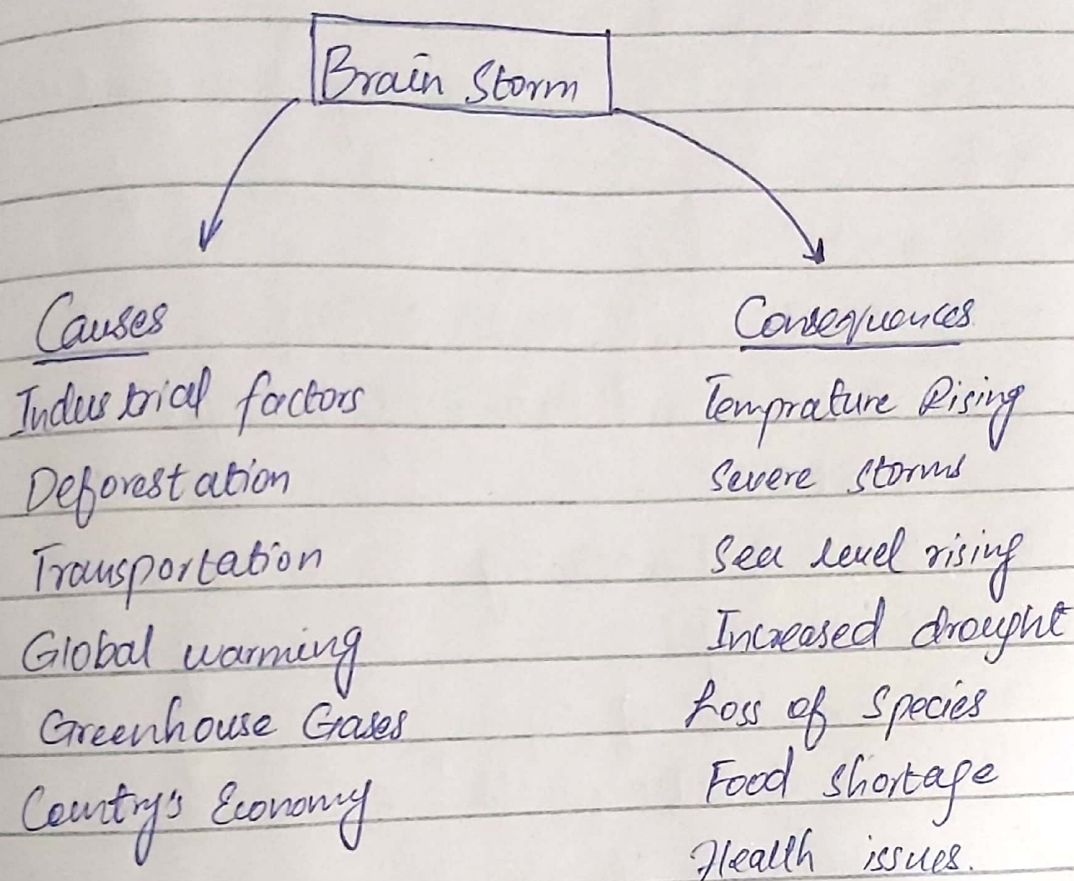 Brain Storm
Causes
Industrial factors
Deforestation
Transportation
Global warming
Greenhouse Gases
Country's Economy
Consequences
Temprature Rising
Severe Storms
Sea level rising
Increased drought
Loss of Species
Food Shortage
Health issues.